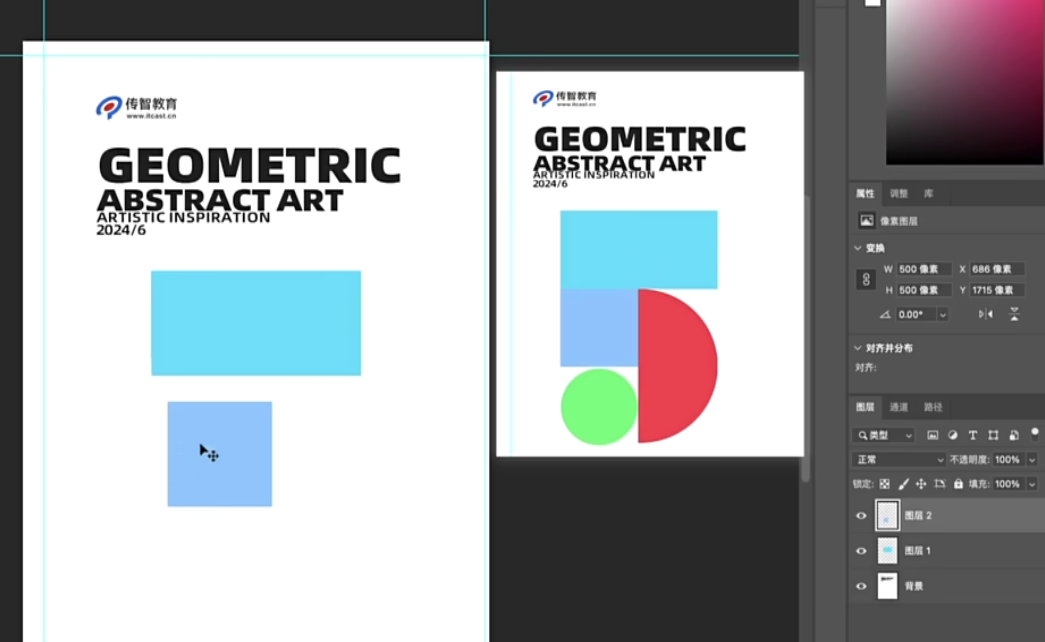 传智教育
www.itcast.cn
GEOMETRIC
ABSTRACT ART
ARTISTIC INSPIRATION
2024/6
传智教育
www.itcast.cn
GEOMETRIC
ABSTRACT ART
ARTISTIC INSPIRATION
2024/6
属性 调整 库
像素图层
变换
W 500 像素 X 686 像素
H 500 像素 Y 1715 像素
0.00°
对齐并分布
对齐:
图层 通道 路径
类型
正常 不透明度: 100%
锁定: 填充: 100%
图层 2
图层 1
背景